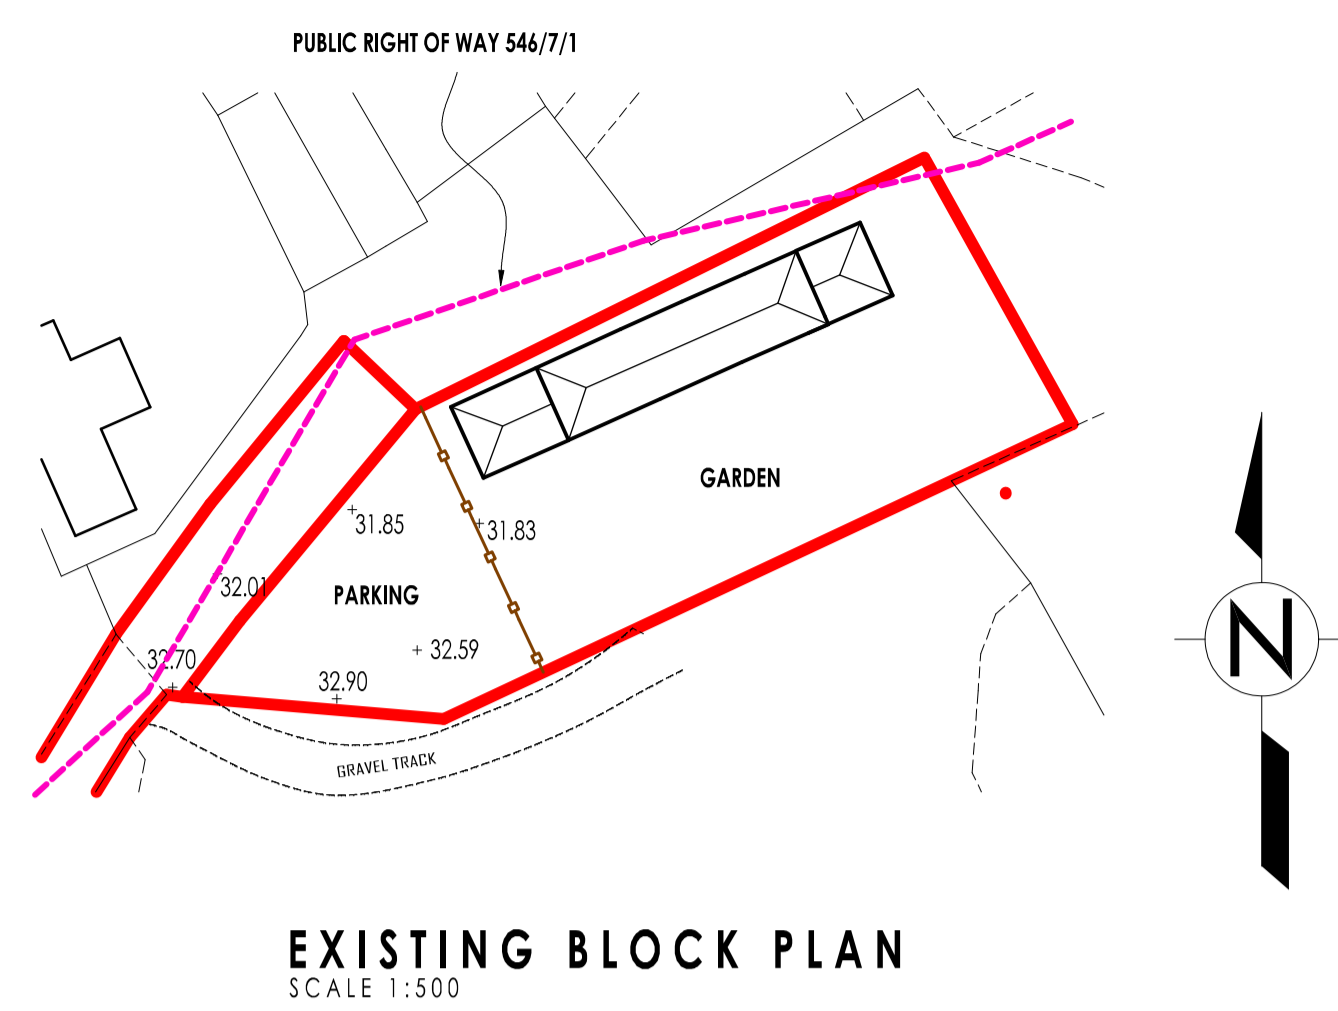 PUBLIC RIGHT OF WAY 546/7/1
GARDEN
31.85
31.83
32.01
PARKING
32.59
32.70
32.90
GRAVEL TRACK
N
EXISTING BLOCK PLAN
SCALE 1:500